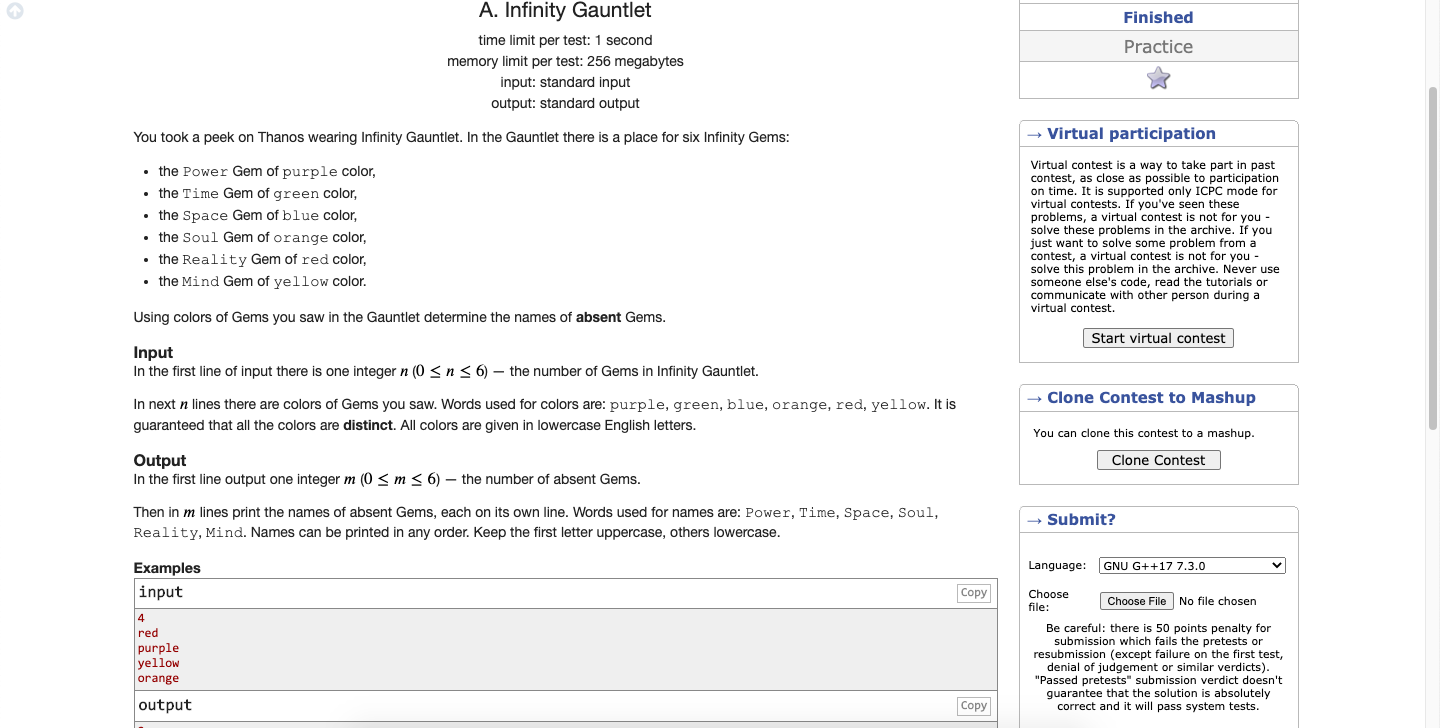 A. Infinity Gauntlet
time limit per test: 1 second
memory limit per test: 256 megabytes
input: standard input
output: standard output
You took a peek on Thanos wearing Infinity Gauntlet. In the Gauntlet there is a place for six Infinity Gems:
• the Power Gem of purple color,
• the Time Gem of green color,
• the Space Gem of blue color,
• the Soul Gem of orange color,
• the Reality Gem of red color,
• the Mind Gem of yellow color.
Using colors of Gems you saw in the Gauntlet determine the names of absent Gems.
Input
In the first line of input there is one integer n (0 ≤ n ≤ 6) — the number of Gems in Infinity Gauntlet.
In next n lines there are colors of Gems you saw. Words used for colors are: purple, green, blue, orange, red, yellow. It is
guaranteed that all the colors are distinct. All colors are given in lowercase English letters.
Output
In the first line output one integer m (0 ≤ m ≤ 6) — the number of absent Gems.
Then in m lines print the names of absent Gems, each on its own line. Words used for names are: Power, Time, Space, Soul,
Reality, Mind. Names can be printed in any order. Keep the first letter uppercase, others lowercase.
Examples
input
Copy
4
red
purple
yellow
orange
output
Copy
Finished
Practice
→ Virtual participation
Virtual contest is a way to take part in past
contest, as close as possible to participation
on time. It is supported only ICPC mode for
virtual contests. If you've seen these
problems, a virtual contest is not for you -
solve these problems in the archive. If you
just want to solve some problem from a
contest, a virtual contest is not for you -
solve this problem in the archive. Never use
someone else's code, read the tutorials or
communicate with other person during a
virtual contest.
Start virtual contest
→ Clone Contest to Mashup
You can clone this contest to a mashup.
Clone Contest
→ Submit?
Language: GNU G++17 7.3.0
Choose
file:
Choose File No file chosen
Be careful: there is 50 points penalty for
submission which fails the pretests or
resubmission (except failure on the first test,
denial of judgement or similar verdicts).
"Passed pretests" submission verdict doesn't
guarantee that the solution is absolutely
correct and it will pass system tests.